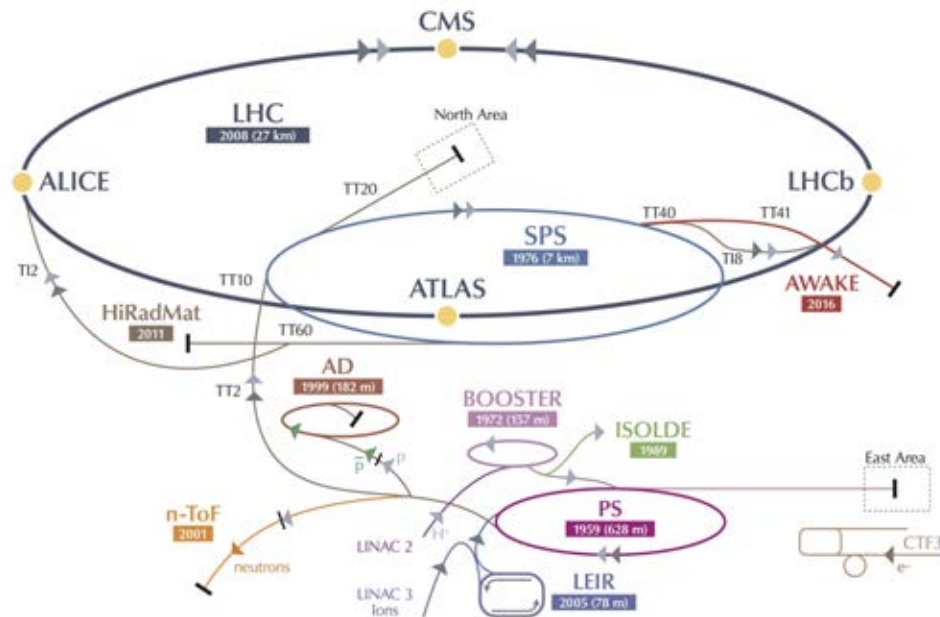 CMS
LHC
2008 (27 km)
North Area
ALICE
LHCb
TT20
TT40
TT41
SPS
1976 (7 km)
TI8
TI2
TT10
ATLAS
AWAKE
2016
HiRadMat
2011
TT60
AD
1999 (182 m)
TT2
BOOSTER
1972 (157 m)
ISOLDE
1989
p
p
East Area
n-ToF
2001
PS
1959 (628 m)
H+
LINAC 2
neutrons
CTF3
e-
LEIR
2005 (78 m)
LINAC 3
Ions